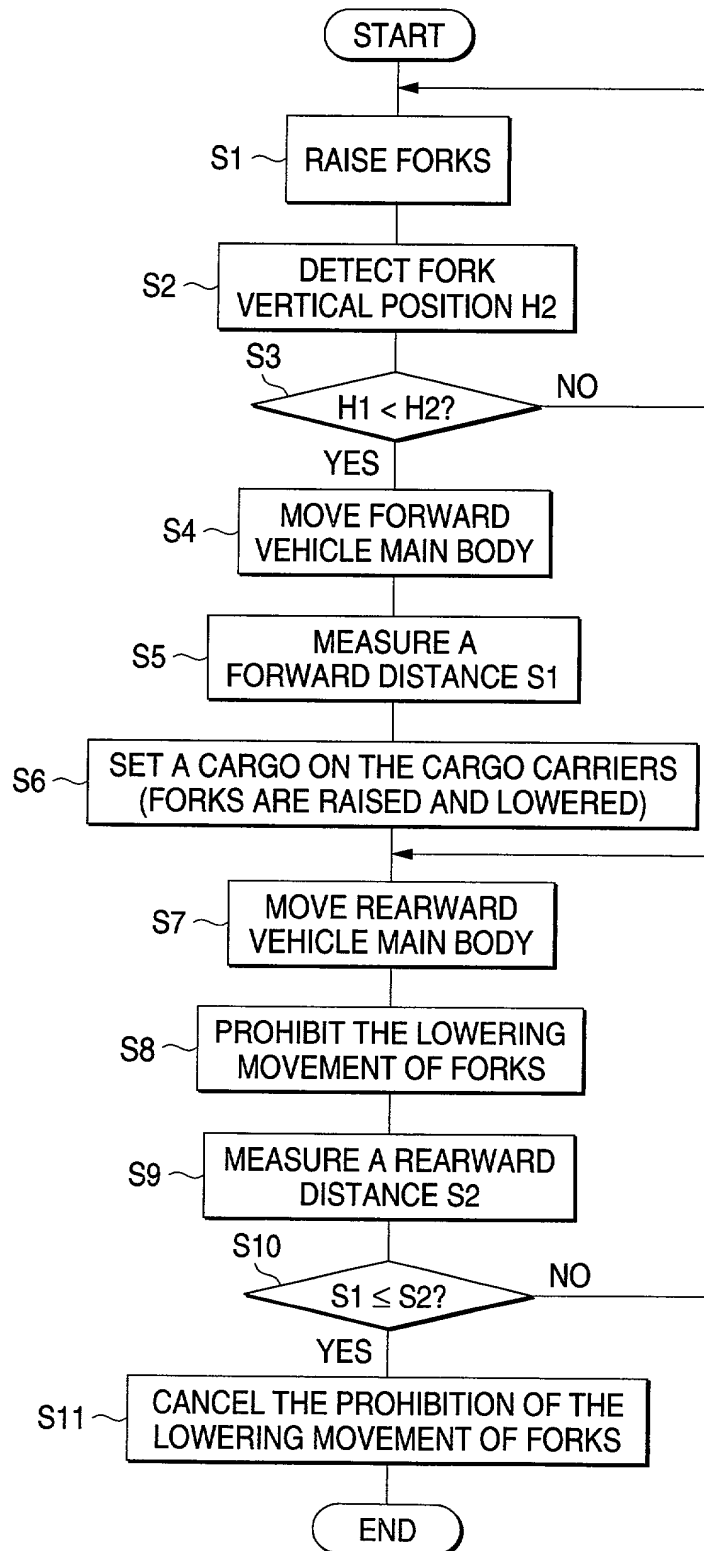 START
S1
RAISE FORKS
S2
DETECT FORK
VERTICAL POSITION H2
S3
H1 < H2?
NO
YES
S4
MOVE FORWARD
VEHICLE MAIN BODY
S5
MEASURE A
FORWARD DISTANCE S1
S6
SET A CARGO ON THE CARGO CARRIERS
(FORKS ARE RAISED AND LOWERED)
S7
MOVE REARWARD
VEHICLE MAIN BODY
S8
PROHIBIT THE LOWERING
MOVEMENT OF FORKS
S9
MEASURE A REARWARD
DISTANCE S2
S10
S1 ≤ S2?
NO
YES
S11
CANCEL THE PROHIBITION OF THE
LOWERING MOVEMENT OF FORKS
END